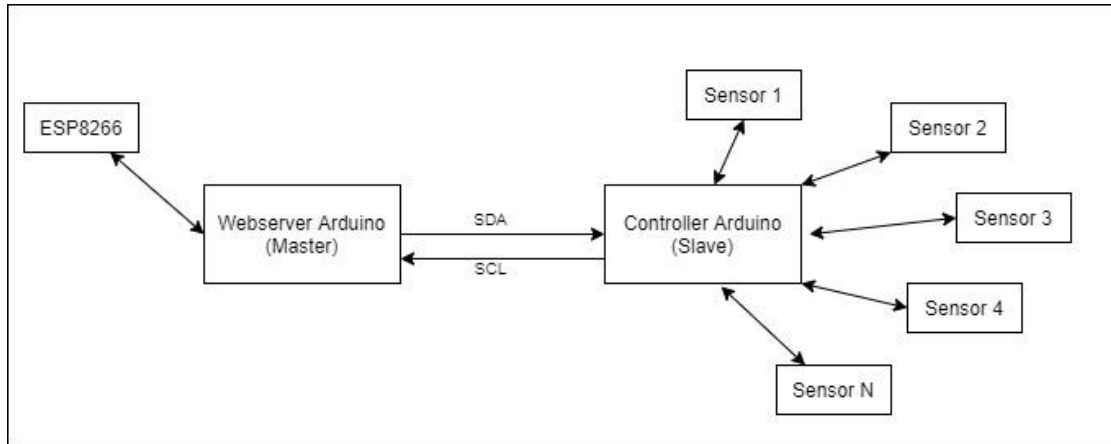 Sensor 1
ESP8266
Sensor 2
Webserver Arduino
(Master)
SDA
SCL
Controller Arduino
(Slave)
Sensor 3
Sensor 4
Sensor N